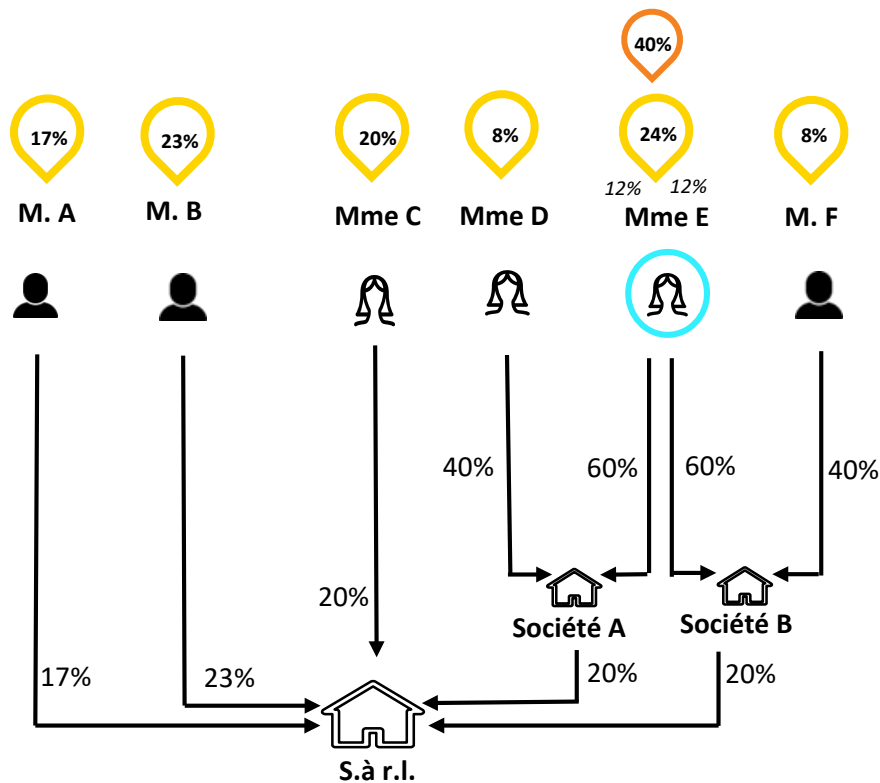 40%
17%
23%
20%
8%
24%
8%
12%
12%
M. A
M. B
Mme C
Mme D
Mme E
M. F
40%
60%
60%
40%
20%
Société A
Société B
17%
23%
20%
20%
S.à r.l.